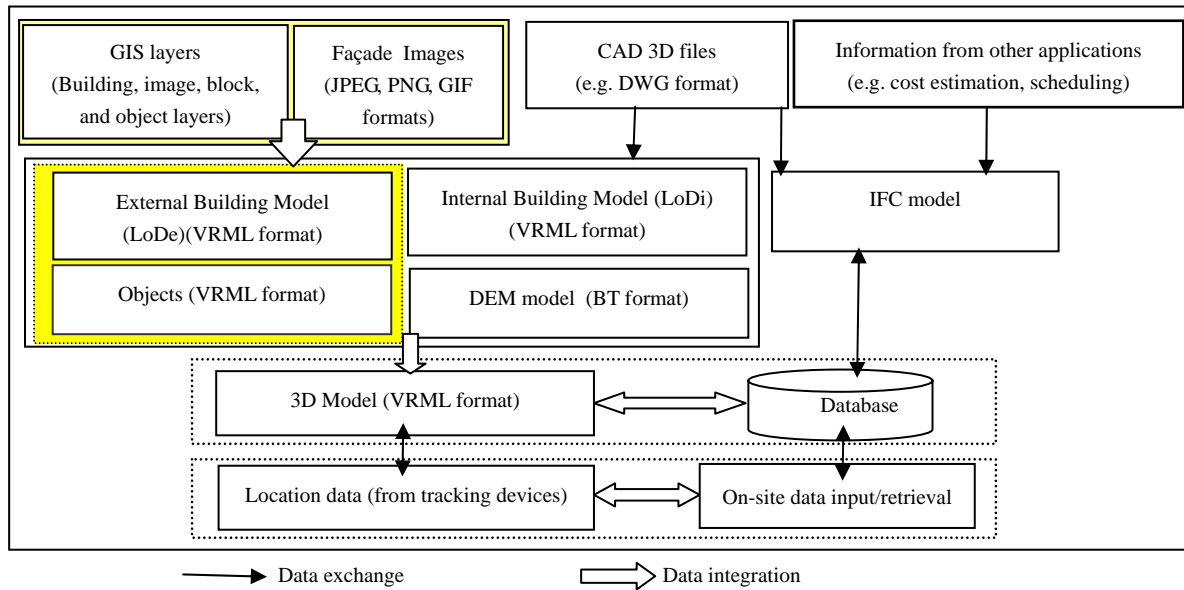 GIS layers
(Building, image, block,
and object layers)
Façade Images
(JPEG, PNG, GIF
formats)
CAD 3D files
(e.g. DWG format)
Information from other applications
(e.g. cost estimation, scheduling)
External Building Model
(LoDe)(VRML format)
Internal Building Model (LoDi)
(VRML format)
IFC model
Objects (VRML format)
DEM model (BT format)
3D Model (VRML format)
Database
Location data (from tracking devices)
On-site data input/retrieval
Data exchange
Data integration